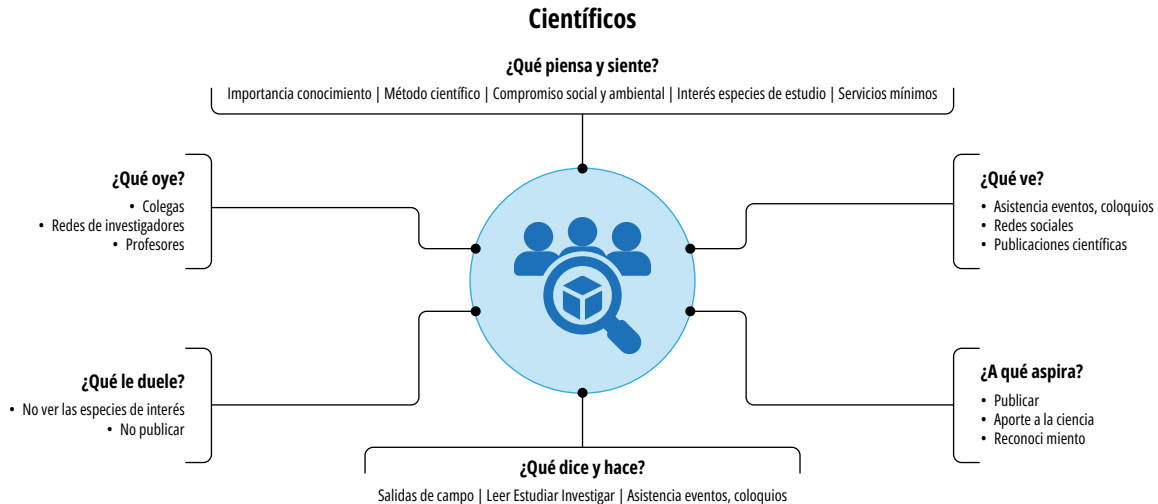 Científicos
¿Qué piensa y siente?
Importancia conocimiento | Método científico | Compromiso social y ambiental | Interés especies de estudio | Servicios mínimos
¿Qué oye?
• Colegas
• Redes de investigadores
• Profesores
¿Qué ve?
• Asistencia eventos, coloquios
• Redes sociales
• Publicaciones científicas
¿Qué le duele?
• No ver las especies de interés
• No publicar
¿A qué aspira?
• Publicar
• Aporte a la ciencia
• Reconoci miento
¿Qué dice y hace?
Salidas de campo | Leer Estudiar Investigar | Asistencia eventos, coloquios